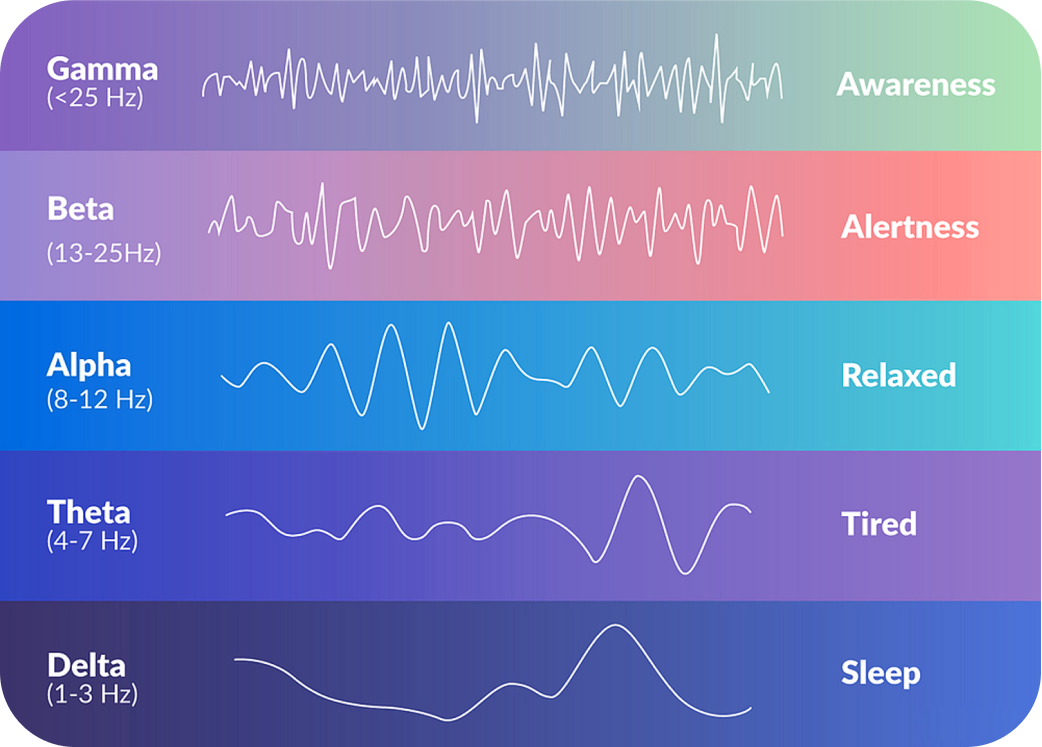 Gamma
(<25 Hz)
Awareness
Beta
(13-25Hz)
Alertness
Alpha
(8-12 Hz)
Relaxed
Theta
(4-7 Hz)
Tired
Delta
(1-3 Hz)
Sleep